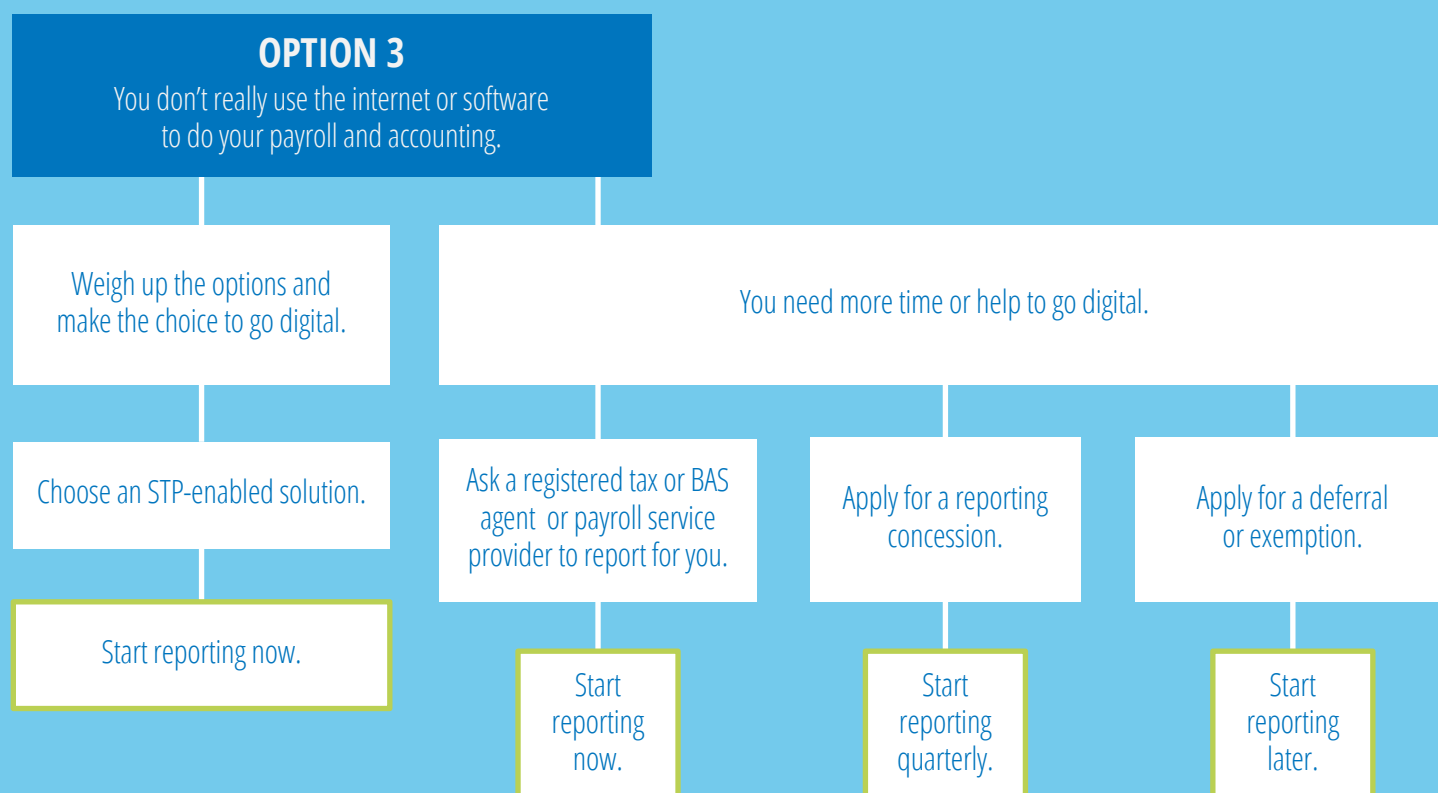 OPTION 3
You don't really use the internet or software
to do your payroll and accounting.
Weigh up the options and
make the choice to go digital.
You need more time or help to go digital.
Choose an STP-enabled solution.
Ask a registered tax or BAS
agent or payroll service
provider to report for you.
Apply for a reporting
concession.
Apply for a deferral
or exemption.
Start reporting now.
Start
reporting
now.
Start
reporting
quarterly.
Start
reporting
later.